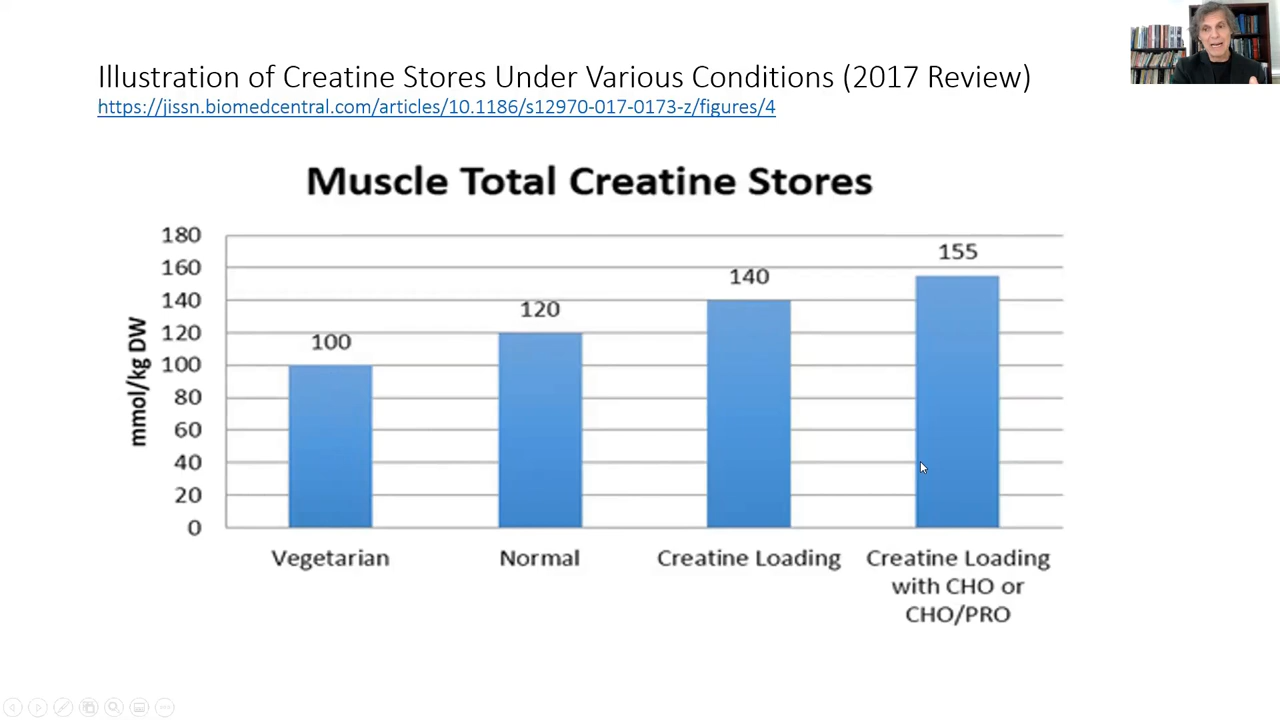 Illustration of Creatine Stores Under Various Conditions (2017 Review)
https://jissn.biomedcentral.com/articles/10.1186/s12970-017-0173-z/figures/4
Muscle Total Creatine Stores
mmol/kg DW
180
160
140
120
100
80
60
40
20
0
100
120
140
155
Vegetarian
Normal
Creatine Loading
Creatine Loading
with CHO or
CHO/PRO